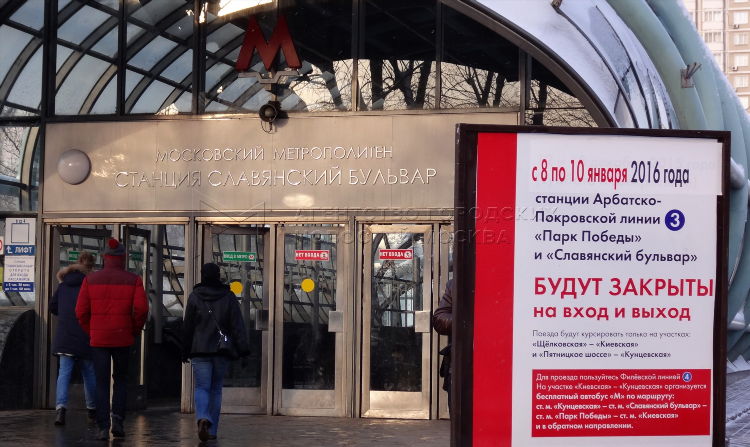 М
МОСКОВСКИЙ МЕТРОПОЛИТЕН
СТАНЦИЯ СЛАВЯНСКИЙ БУЛЬВАР
АГЕНТСТВО ГОРОДСКИХ
МОСКВА
ЛИФТ
НЕТ ВХОДА
НЕТ ВХОДА
с 8 по 10 января 2016 года
станции Арбатско-
Покровской линии 3
«Парк Победы»
и «Славянский бульвар»
БУДУТ ЗАКРЫТЫ
на вход и выход
Поезда будут курсировать только на участках:
«Щёлковская» – «Киевская»
и «Пятницкое шоссе» – «Кунцевская»
Для проезда пользуйтесь Филёвской линией 4
На участке «Киевская» – «Кунцевская» организуется
бесплатный автобус «М» по маршруту:
ст. м. «Кунцевская» – ст. м. «Славянский бульвар» –
ст. м. «Парк Победы» – ст. м. «Киевская»
и в обратном направлении.